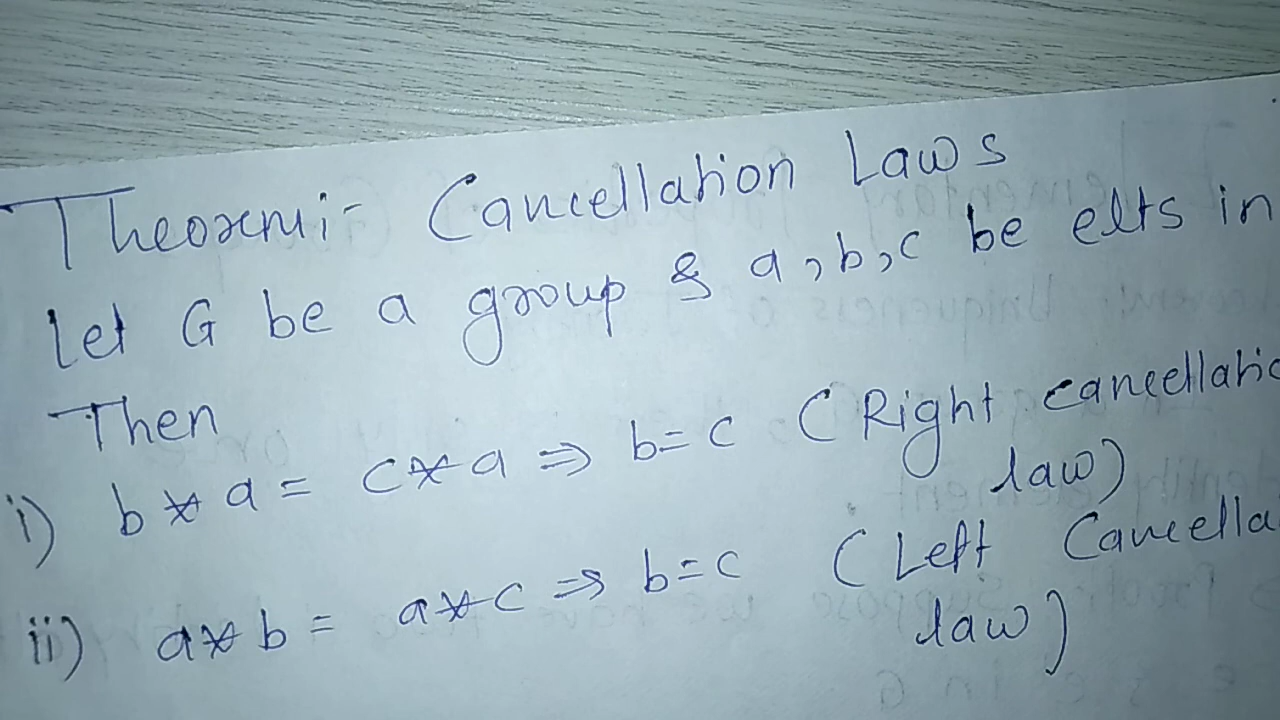 Theorem:- Cancellation Laws
Let G be a group & a, b, c be elts in
Then
i) b * a = c * a ⇒ b = c (Right cancellatio
law)
ii) a * b = a * c ⇒ b = c (Left Cancella
law)